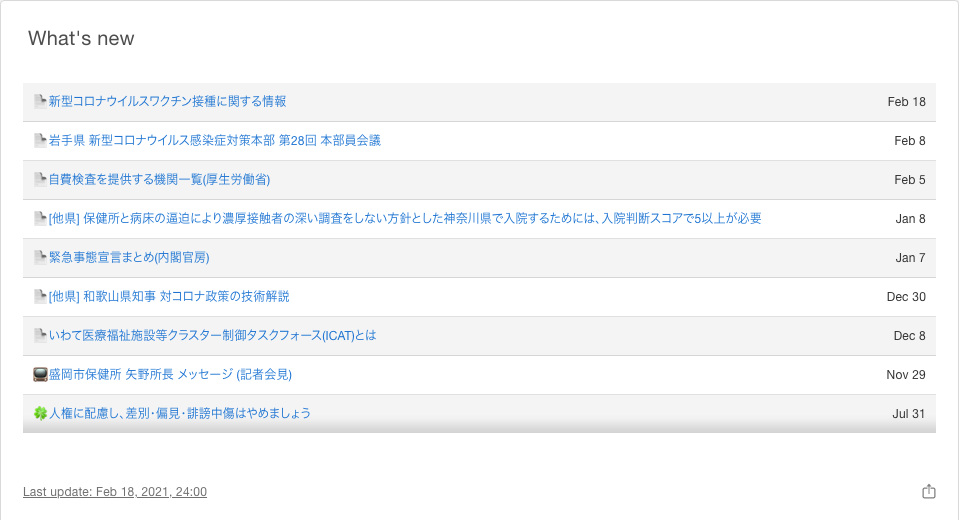 What's new
新型コロナウイルスワクチン接種に関する情報 Feb 18
岩手県 新型コロナウイルス感染症対策本部 第28回 本部員会議 Feb 8
自費検査を提供する機関一覧(厚生労働省) Feb 5
[他県] 保健所と病床の逼迫により濃厚接触者の深い調査をしない方針とした神奈川県で入院するためには、入院判断スコアで5以上が必要 Jan 8
緊急事態宣言まとめ(内閣官房) Jan 7
[他県] 和歌山県知事 対コロナ政策の技術解説 Dec 30
いわて医療福祉施設等クラスター制御タスクフォース(ICAT)とは Dec 8
盛岡市保健所 矢野所長 メッセージ (記者会見) Nov 29
人権に配慮し、差別・偏見・誹謗中傷はやめましょう Jul 31
Last update: Feb 18, 2021, 24:00